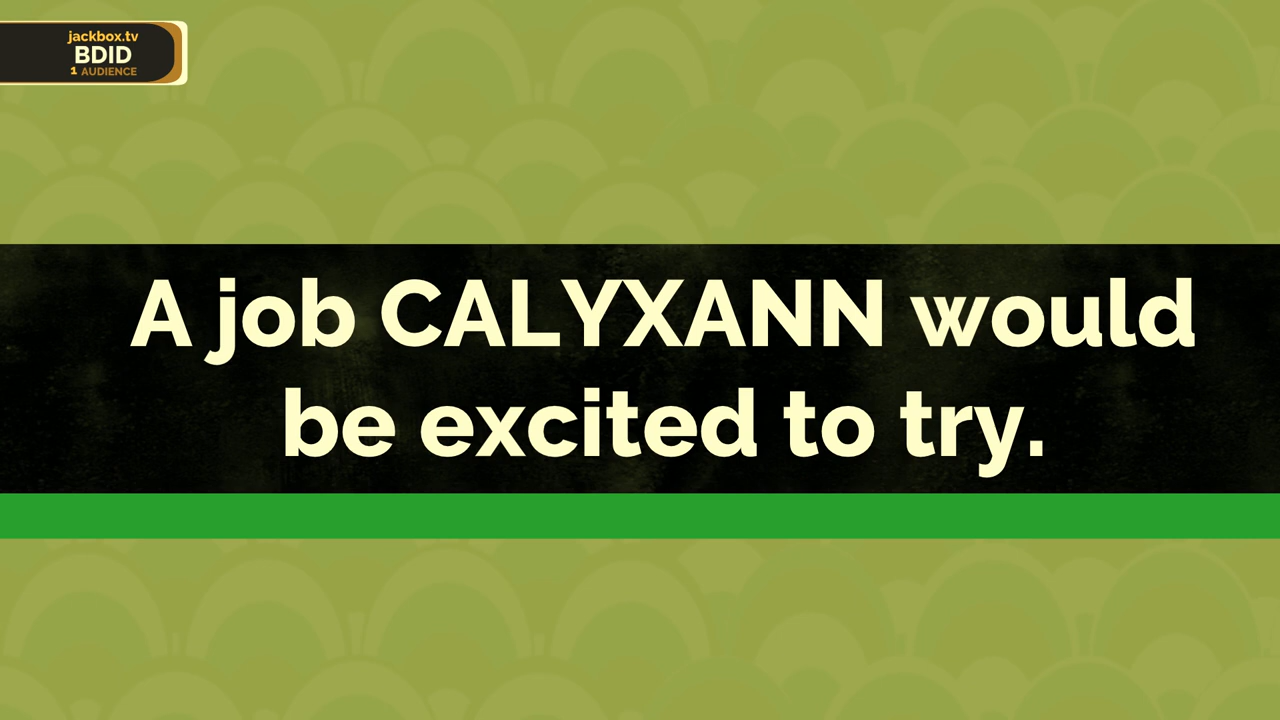 jackbox.tv
BDID
1 AUDIENCE
A job CALYXANN would
be excited to try.